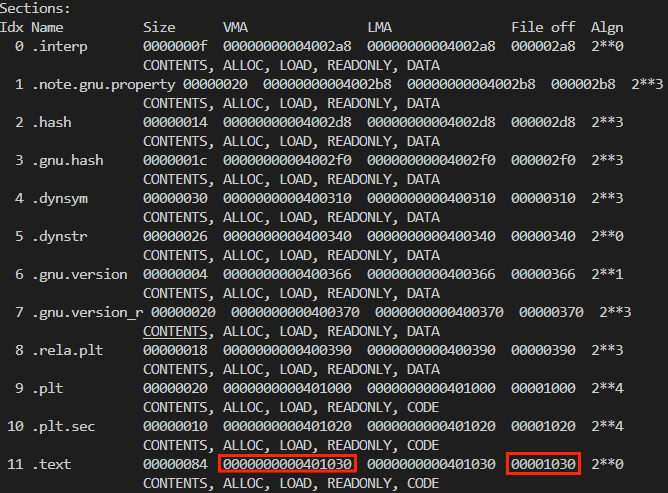 Sections:
Idx Name          Size      VMA               LMA               File off  Algn
  0 .interp       0000000f  00000000004002a8  00000000004002a8  000002a8  2**0
                  CONTENTS, ALLOC, LOAD, READONLY, DATA
  1 .note.gnu.property 00000020  00000000004002b8  00000000004002b8  000002b8  2**3
                  CONTENTS, ALLOC, LOAD, READONLY, DATA
  2 .hash         00000014  00000000004002d8  00000000004002d8  000002d8  2**3
                  CONTENTS, ALLOC, LOAD, READONLY, DATA
  3 .gnu.hash     0000001c  00000000004002f0  00000000004002f0  000002f0  2**3
                  CONTENTS, ALLOC, LOAD, READONLY, DATA
  4 .dynsym       00000030  0000000000400310  0000000000400310  00000310  2**3
                  CONTENTS, ALLOC, LOAD, READONLY, DATA
  5 .dynstr       00000026  0000000000400340  0000000000400340  00000340  2**0
                  CONTENTS, ALLOC, LOAD, READONLY, DATA
  6 .gnu.version  00000004  0000000000400366  0000000000400366  00000366  2**1
                  CONTENTS, ALLOC, LOAD, READONLY, DATA
  7 .gnu.version_r 00000020  0000000000400370  0000000000400370  00000370  2**3
                  CONTENTS, ALLOC, LOAD, READONLY, DATA
  8 .rela.plt     00000018  0000000000400390  0000000000400390  00000390  2**3
                  CONTENTS, ALLOC, LOAD, READONLY, DATA
  9 .plt          00000020  0000000000401000  0000000000401000  00001000  2**4
                  CONTENTS, ALLOC, LOAD, READONLY, CODE
 10 .plt.sec      00000010  0000000000401020  0000000000401020  00001020  2**4
                  CONTENTS, ALLOC, LOAD, READONLY, CODE
 11 .text         00000084  0000000000401030  0000000000401030  00001030  2**0
                  CONTENTS, ALLOC, LOAD, READONLY, CODE